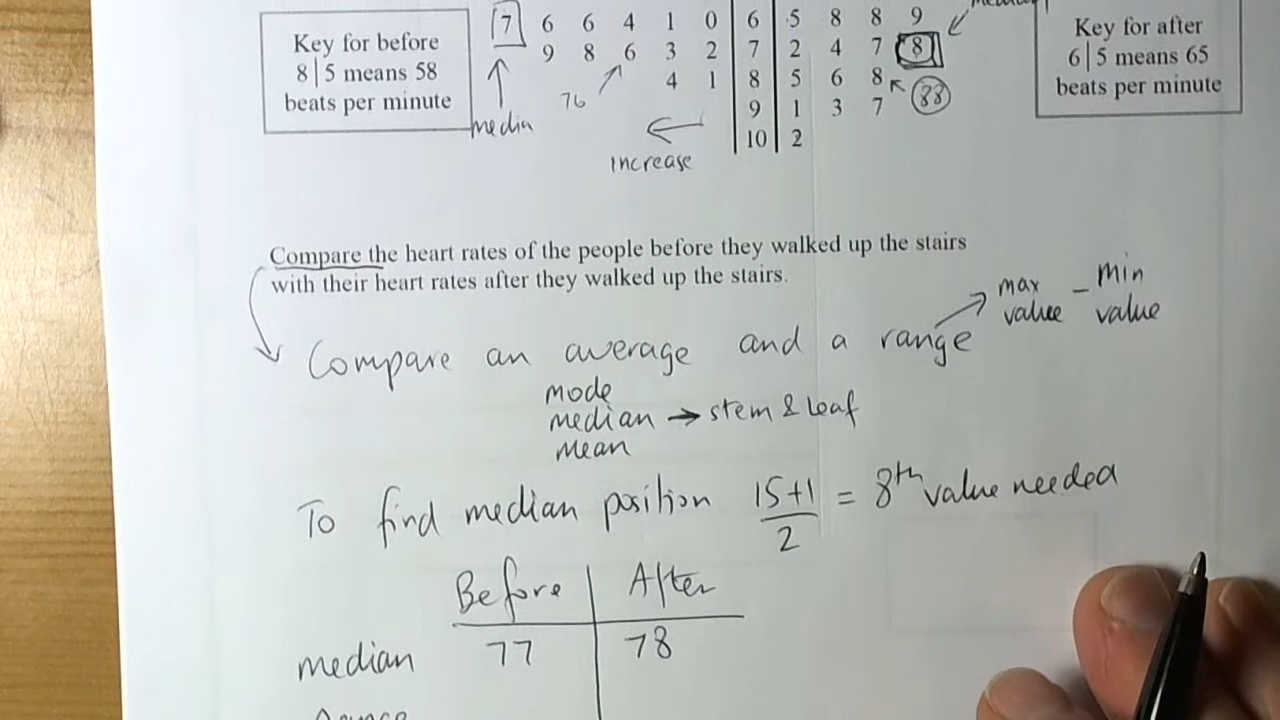 Key for before
8|5 means 58
beats per minute
7 6 6 4 1 0 | 6 | 5 8 8 9
9 8 6 3 2 | 7 | 2 4 7 8
4 1 | 8 | 5 6 8
9 | 1 3 7
10 | 2
Key for after
6|5 means 65
beats per minute
76
88
media
increase
Compare the heart rates of the people before they walked up the stairs
with their heart rates after they walked up the stairs.
max value – min value
Compare an average and a range
mode
median → stem & leaf
mean
To find median position 15+1/2 = 8th value needed
Before | After
median 77 | 78